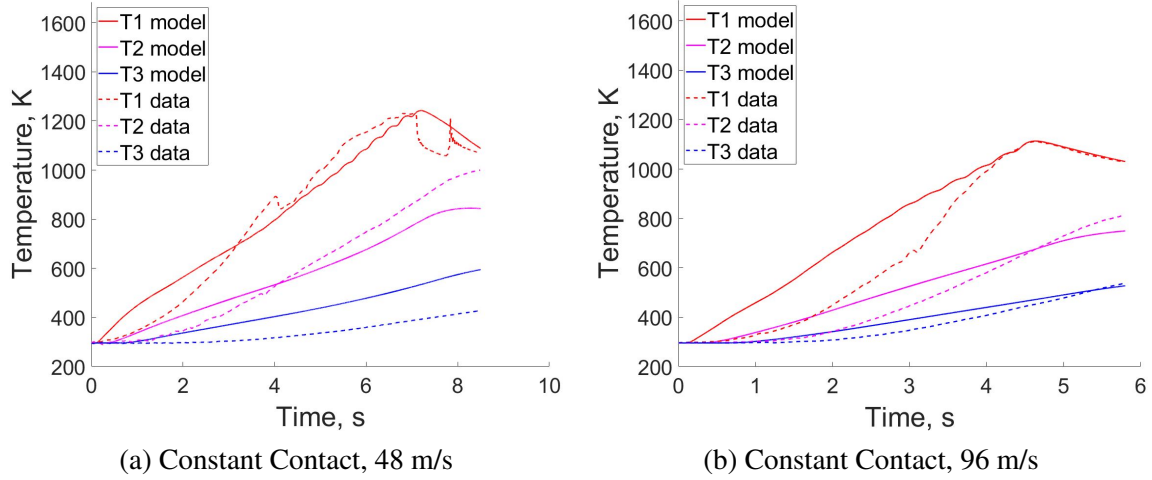 1600
1400
1200
1000
800
600
400
200
Temperature, K
T1 model
T2 model
T3 model
T1 data
T2 data
T3 data
0 2 4 6 8 10
Time, s
(a) Constant Contact, 48 m/s
1600
1400
1200
1000
800
600
400
200
Temperature, K
T1 model
T2 model
T3 model
T1 data
T2 data
T3 data
0 1 2 3 4 5 6
Time, s
(b) Constant Contact, 96 m/s